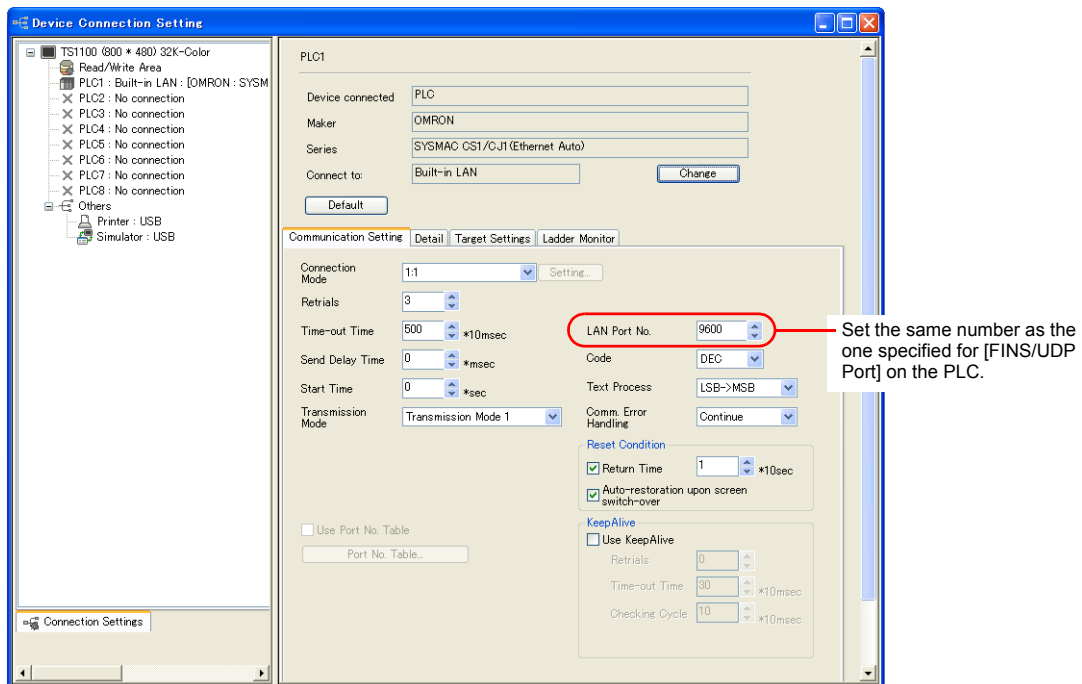 Device Connection Setting
TS1100 (800 * 480) 32K-Color
Read/Write Area
PLC1 : Built-in LAN : [OMRON : SYSM
PLC2 : No connection
PLC3 : No connection
PLC4 : No connection
PLC5 : No connection
PLC6 : No connection
PLC7 : No connection
PLC8 : No connection
Others
Printer : USB
Simulator : USB
Connection Settings
PLC1
Device connected PLC
Maker OMRON
Series SYSMAC CS1/CJ1(Ethernet Auto)
Connect to: Built-in LAN Change
Default
Communication Setting Detail Target Settings Ladder Monitor
Connection
Mode
1:1 Setting...
Retrials 3
Time-out Time 500 *10msec
Send Delay Time 0 *msec
Start Time 0 *sec
Transmission
Mode
Transmission Mode 1
Use Port No. Table
Port No. Table...
LAN Port No. 9600
Code DEC
Text Process LSB->MSB
Comm. Error
Handling
Continue
Reset Condition
Return Time 1 *10sec
Auto-restoration upon screen
switch-over
KeepAlive
Use KeepAlive
Retrials 0
Time-out Time 30 *10msec
Checking Cycle 10 *10msec
Set the same number as the
one specified for [FINS/UDP
Port] on the PLC.